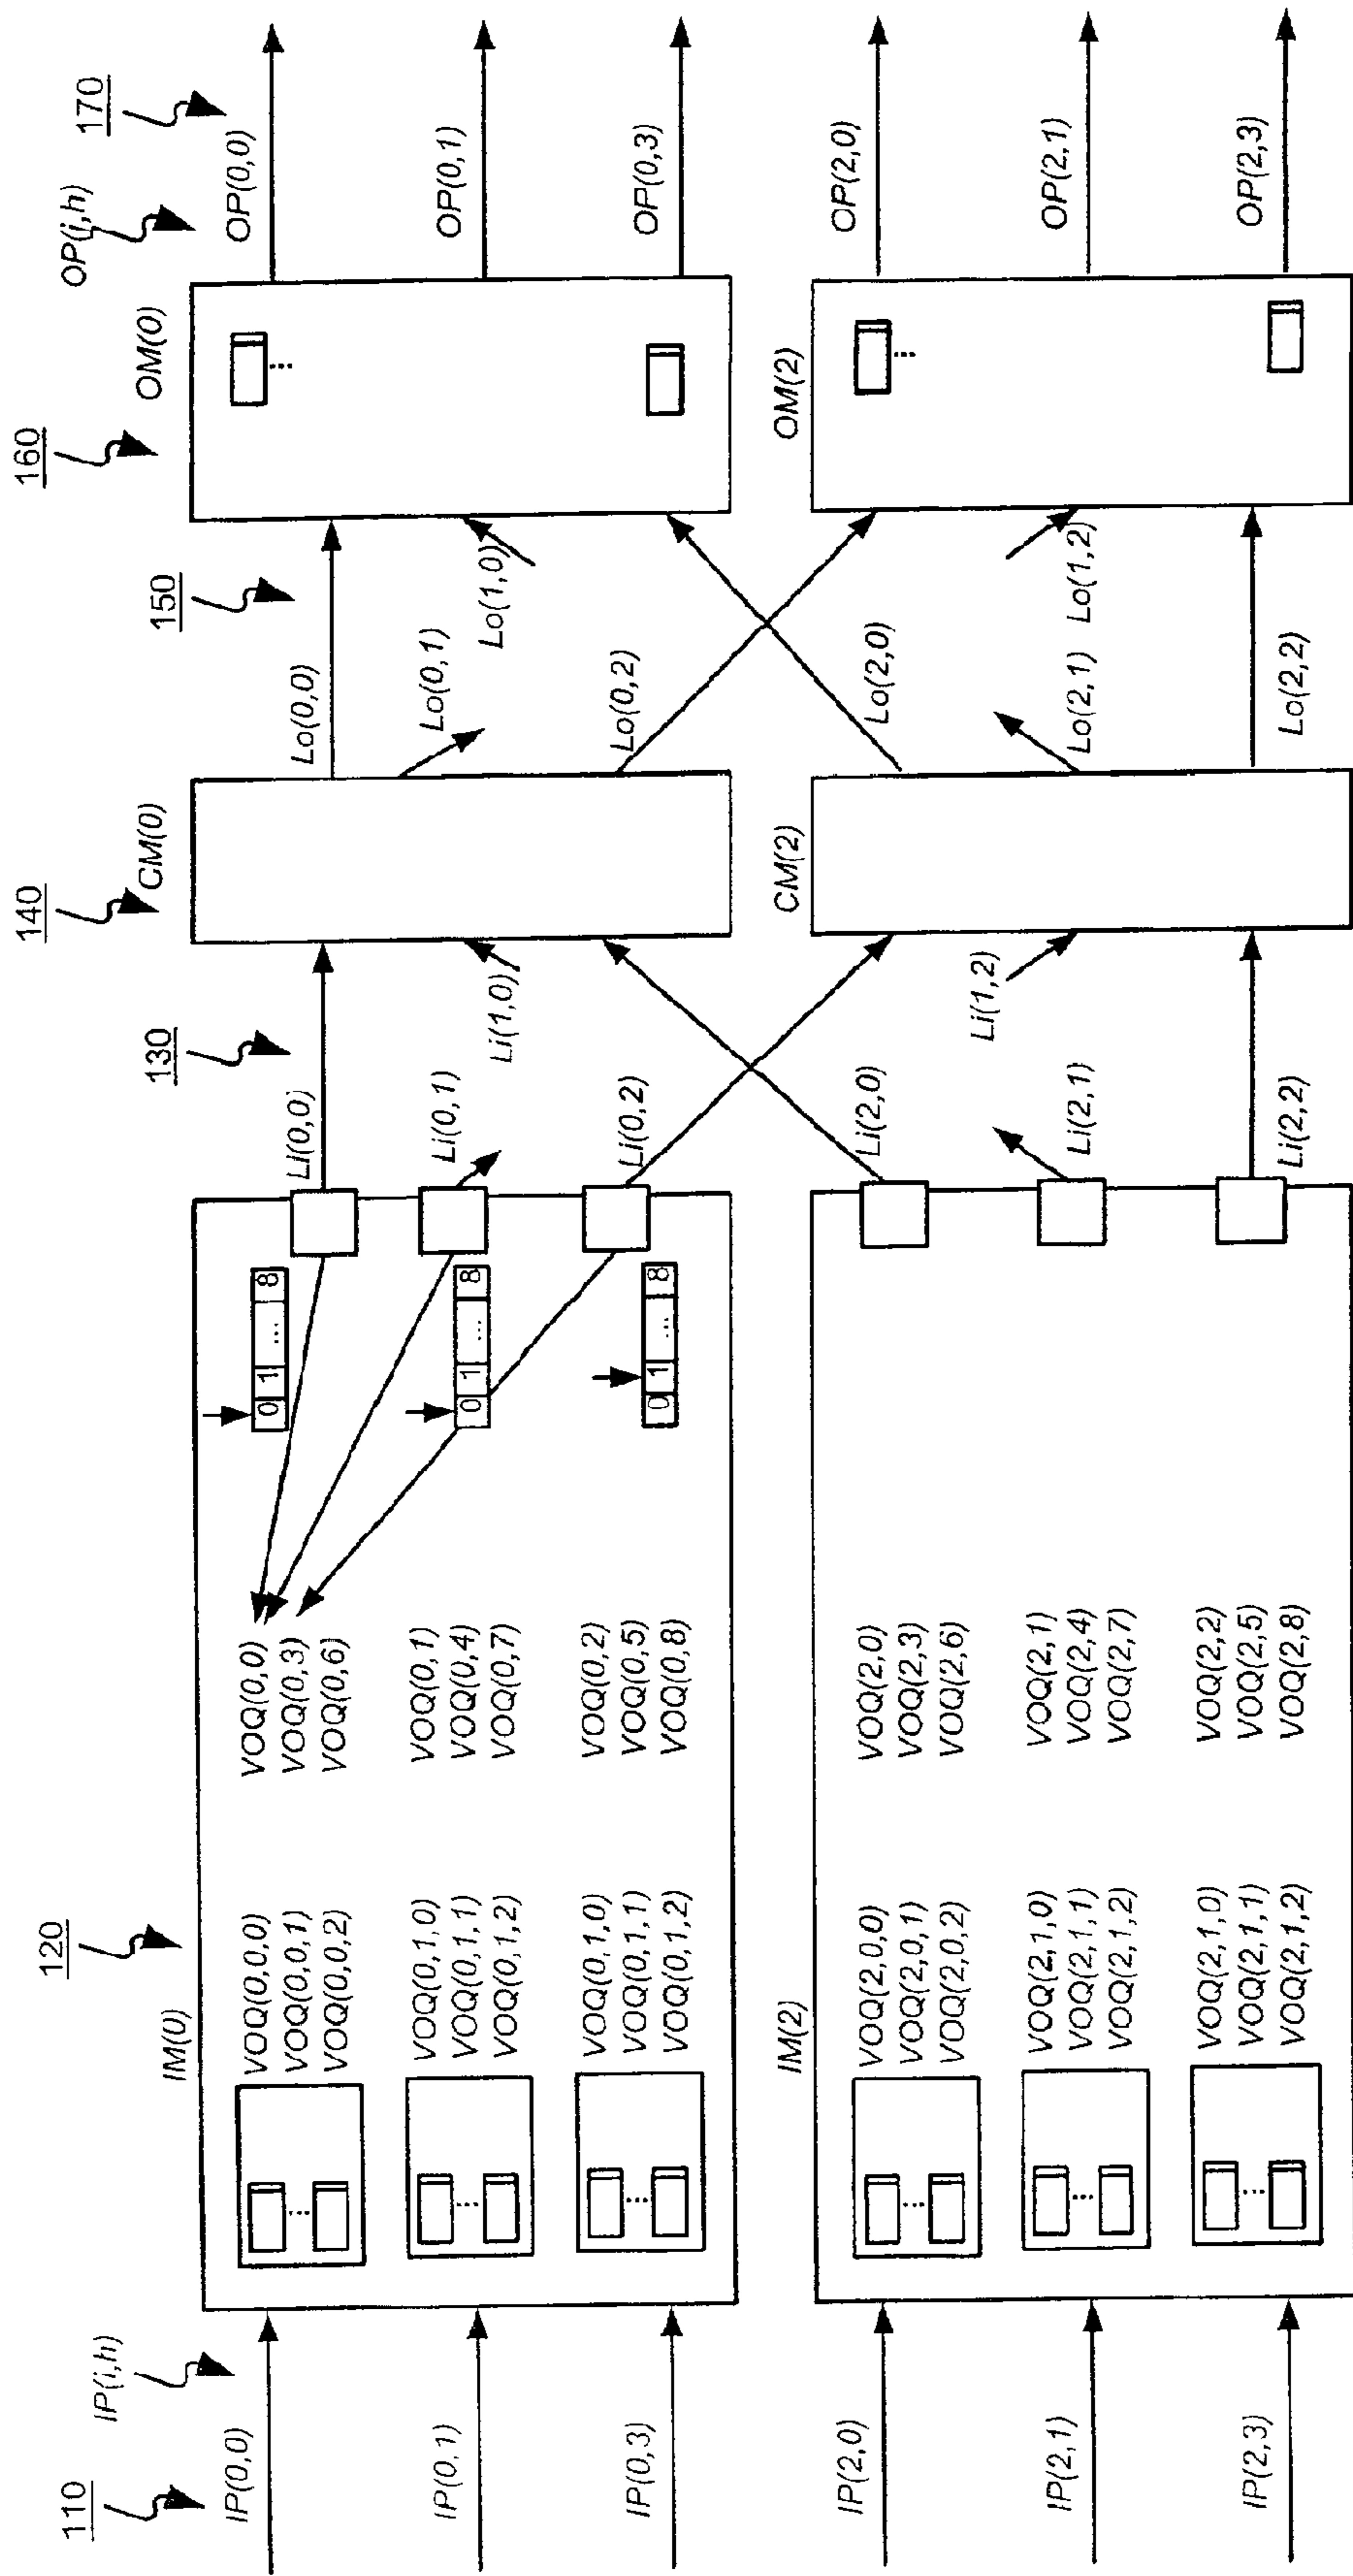 110
IP(i,h)
IP(0,0)
IP(0,1)
IP(0,3)
IP(2,0)
IP(2,1)
IP(2,3)
120
IM(0)
VOQ(0,0,0)
VOQ(0,0,1)
VOQ(0,0,2)
VOQ(0,1,0)
VOQ(0,1,1)
VOQ(0,1,2)
VOQ(0,1,0)
VOQ(0,1,1)
VOQ(0,1,2)
VOQ(0,0)
VOQ(0,3)
VOQ(0,6)
VOQ(0,1)
VOQ(0,4)
VOQ(0,7)
VOQ(0,2)
VOQ(0,5)
VOQ(0,8)
0 1 ... 8
0 1 ... 8
0 1 ... 8
IM(2)
VOQ(2,0,0)
VOQ(2,0,1)
VOQ(2,0,2)
VOQ(2,1,0)
VOQ(2,1,1)
VOQ(2,1,2)
VOQ(2,1,0)
VOQ(2,1,1)
VOQ(2,1,2)
VOQ(2,0)
VOQ(2,3)
VOQ(2,6)
VOQ(2,1)
VOQ(2,4)
VOQ(2,7)
VOQ(2,2)
VOQ(2,5)
VOQ(2,8)
130
Li(0,0)
Li(0,1)
Li(1,0)
Li(0,2)
Li(2,0)
Li(1,2)
Li(2,1)
Li(2,2)
140
CM(0)
CM(2)
150
Lo(0,0)
Lo(0,1)
Lo(1,0)
Lo(0,2)
Lo(2,0)
Lo(2,1)
Lo(1,2)
Lo(2,2)
160
OM(0)
OM(2)
OP(j,h)
170
OP(0,0)
OP(0,1)
OP(0,3)
OP(2,0)
OP(2,1)
OP(2,3)